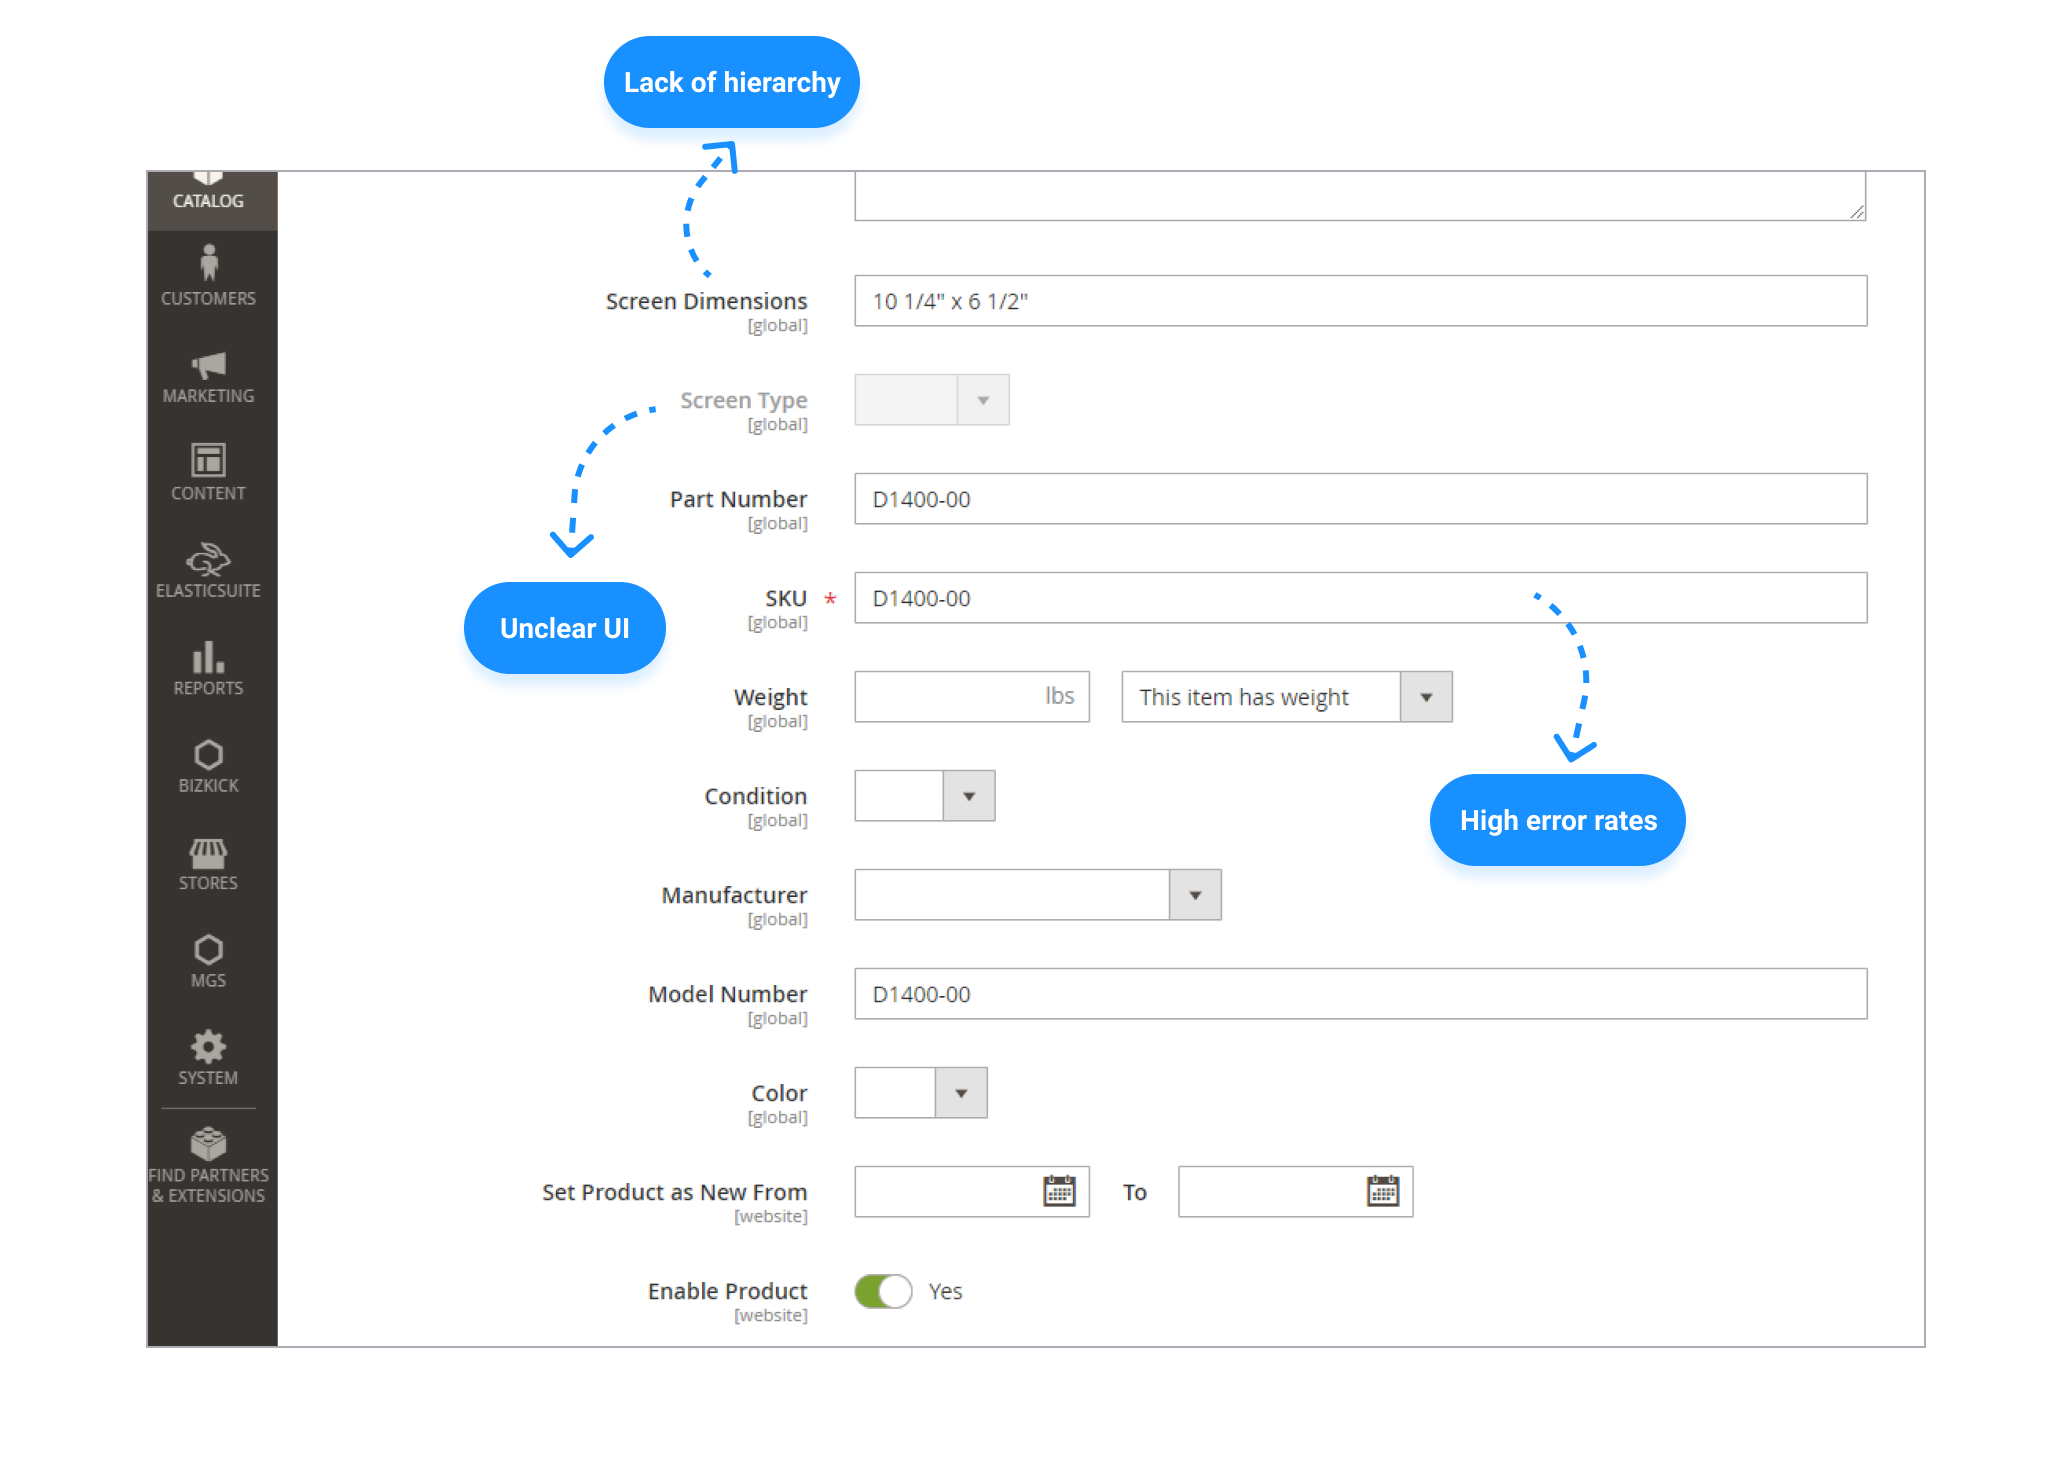 Lack of hierarchy
CATALOG
CUSTOMERS
MARKETING
CONTENT
ELASTICSUITE
REPORTS
BIZKICK
STORES
MGS
SYSTEM
FIND PARTNERS
& EXTENSIONS
Screen Dimensions
[global]
10 1/4" x 6 1/2"
Screen Type
[global]
Unclear UI
Part Number
[global]
D1400-00
SKU *
[global]
D1400-00
Weight
[global]
lbs
This item has weight
High error rates
Condition
[global]
Manufacturer
[global]
Model Number
[global]
D1400-00
Color
[global]
Set Product as New From
[website]
To
Enable Product
[website]
Yes